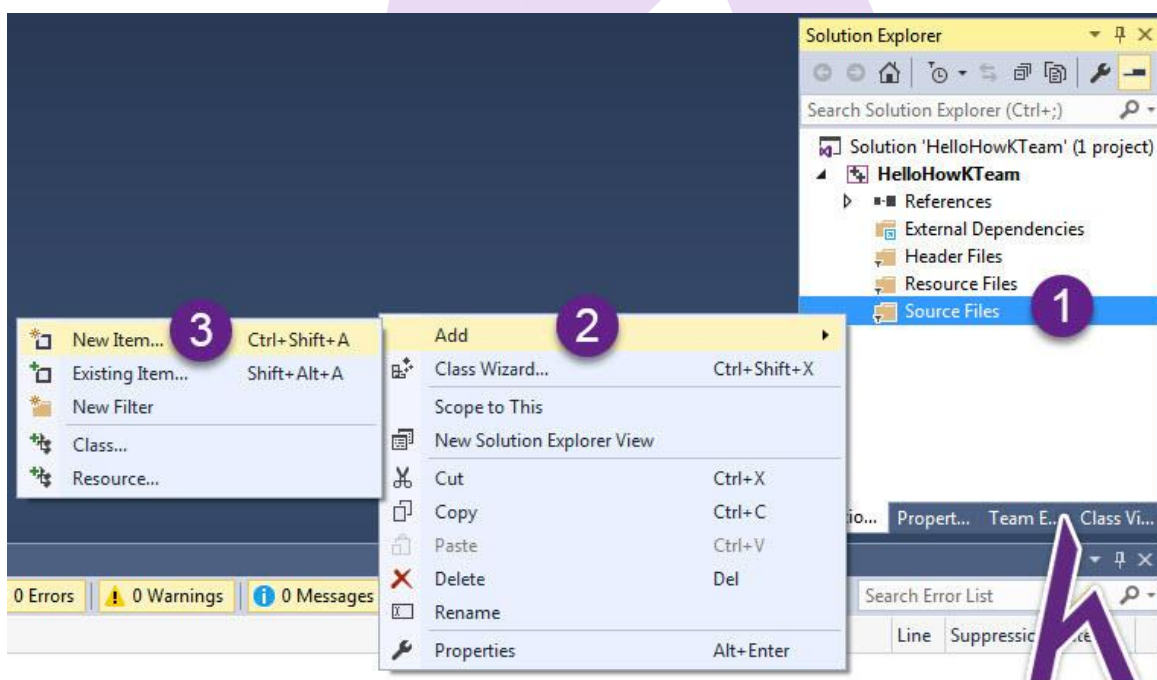 Solution Explorer
Search Solution Explorer (Ctrl+;)
Solution 'HelloHowKTeam' (1 project)
HelloHowKTeam
References
External Dependencies
Header Files
Resource Files
Source Files
1
2
3
New Item... Ctrl+Shift+A
Existing Item... Shift+Alt+A
New Filter
Class...
Resource...
Add
Class Wizard... Ctrl+Shift+X
Scope to This
New Solution Explorer View
Cut Ctrl+X
Copy Ctrl+C
Paste Ctrl+V
Delete Del
Rename
Properties Alt+Enter
Propert... Team E... Class Vi...
0 Errors 0 Warnings 0 Messages
Search Error List
Line